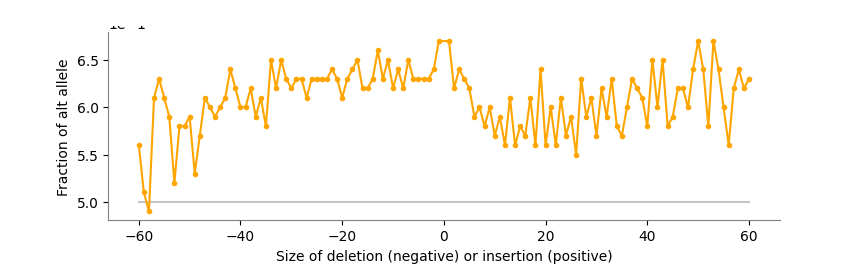 6.5
6.0
5.5
5.0
Fraction of alt allele
−60 −40 −20 0 20 40 60
Size of deletion (negative) or insertion (positive)